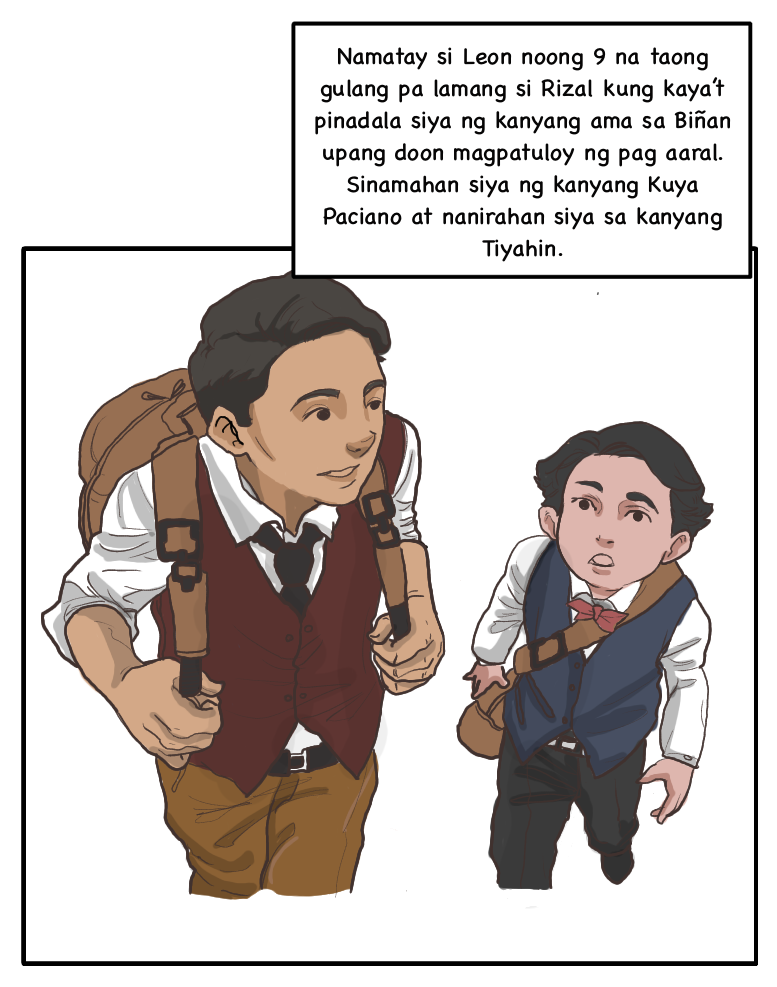 Namatay si Leon noong 9 na taong
gulang pa lamang si Rizal kung kaya't
pinadala siya ng kanyang ama sa Biñan
upang doon magpatuloy ng pag aaral.
Sinamahan siya ng kanyang Kuya
Paciano at nanirahan siya sa kanyang
Tiyahin.